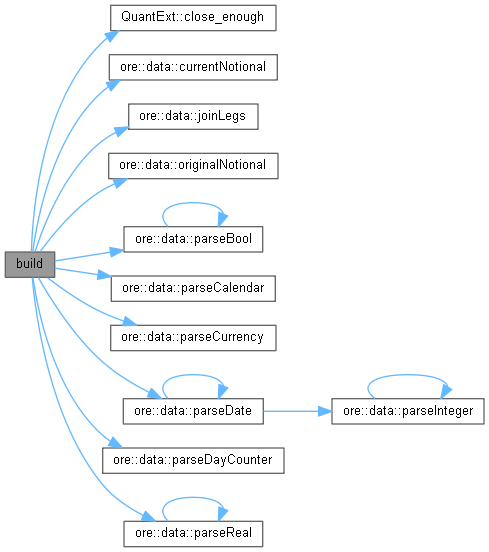 QuantExt::close_enough
ore::data::currentNotional
ore::data::joinLegs
ore::data::originalNotional
ore::data::parseBool
build
ore::data::parseCalendar
ore::data::parseCurrency
ore::data::parseDate
ore::data::parseInteger
ore::data::parseDayCounter
ore::data::parseReal